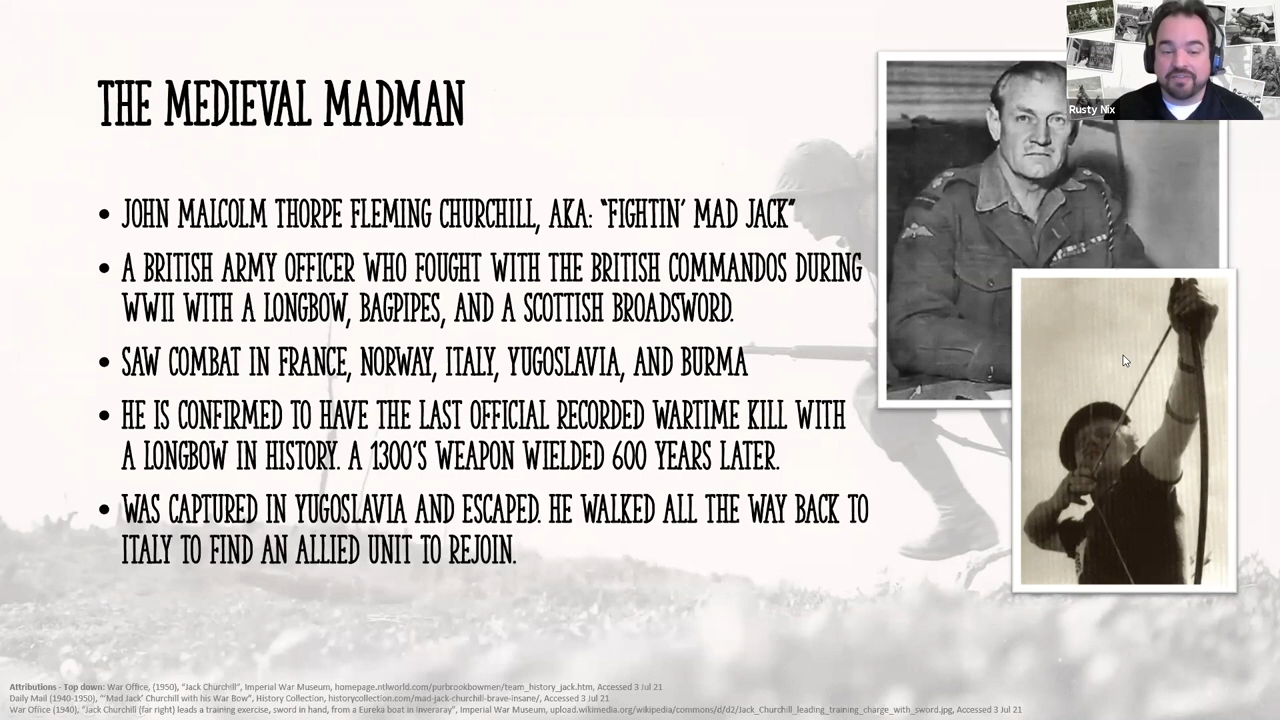 THE MEDIEVAL MADMAN
Rusty Nix
• JOHN MALCOLM THORPE FLEMING CHURCHILL, AKA: "FIGHTIN' MAD JACK"
• A BRITISH ARMY OFFICER WHO FOUGHT WITH THE BRITISH COMMANDOS DURING
WWII WITH A LONGBOW, BAGPIPES, AND A SCOTTISH BROADSWORD.
• SAW COMBAT IN FRANCE, NORWAY, ITALY, YUGOSLAVIA, AND BURMA
• HE IS CONFIRMED TO HAVE THE LAST OFFICIAL RECORDED WARTIME KILL WITH
A LONGBOW IN HISTORY. A 1300'S WEAPON WIELDED 600 YEARS LATER.
• WAS CAPTURED IN YUGOSLAVIA AND ESCAPED. HE WALKED ALL THE WAY BACK TO
ITALY TO FIND AN ALLIED UNIT TO REJOIN.
Attributions - Top down: War Office, (1950), "Jack Churchill", Imperial War Museum, homepage.ntlworld.com/purbrookbowmen/team_history_jack.htm, Accessed 3 Jul 21
Daily Mail (1940-1950), "'Mad Jack' Churchill with his War Bow", History Collection, historycollection.com/mad-jack-churchill-brave-insane/, Accessed 3 Jul 21
War Office (1940), "Jack Churchill (far right) leads a training exercise, sword in hand, from a Eureka boat in Inveraray", Imperial War Museum, upload.wikimedia.org/wikipedia/commons/d/d2/Jack_Churchill_leading_training_charge_with_sword.jpg, Accessed 3 Jul 21